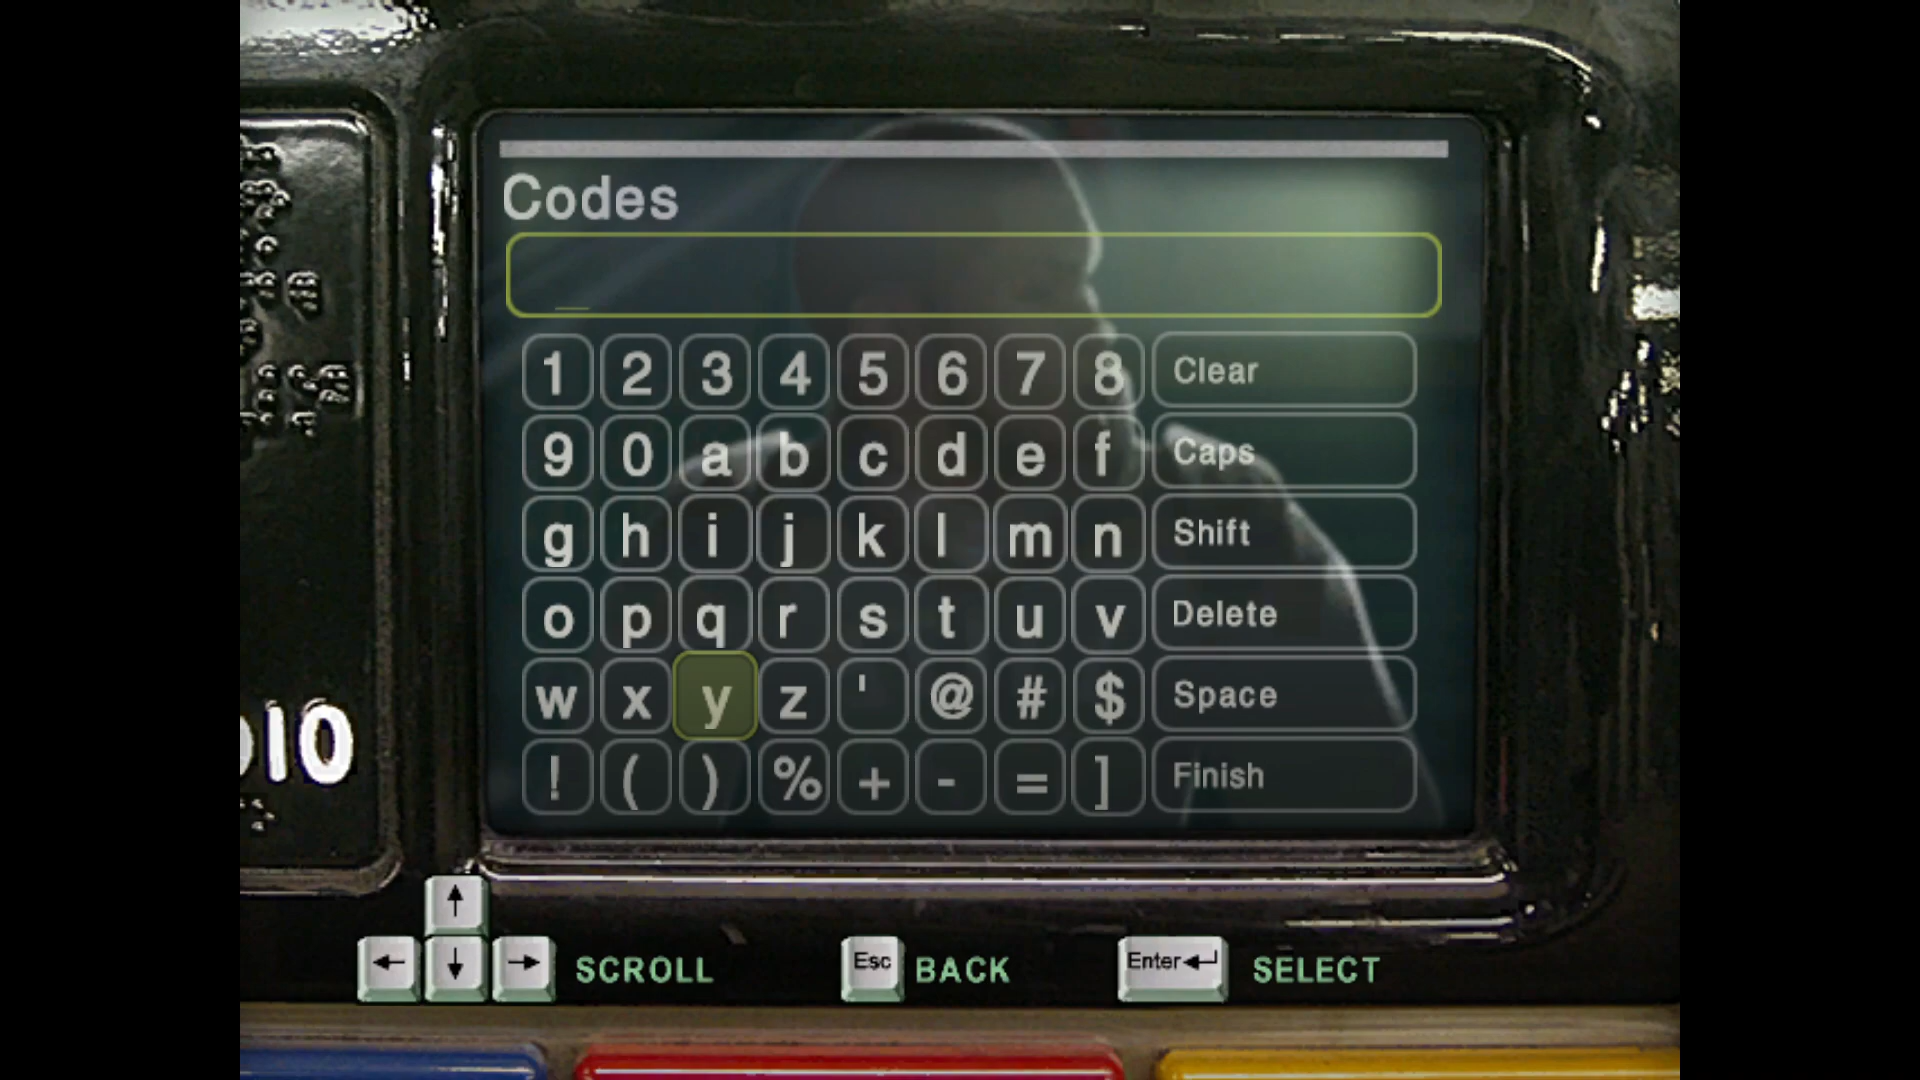 Codes
_
1 2 3 4 5 6 7 8 Clear
9 0 a b c d e f Caps
g h i j k l m n Shift
o p q r s t u v Delete
w x y z ' @ # $ Space
! ( ) % + - = ] Finish
IO
↑
← ↓ → SCROLL Esc BACK Enter↵ SELECT